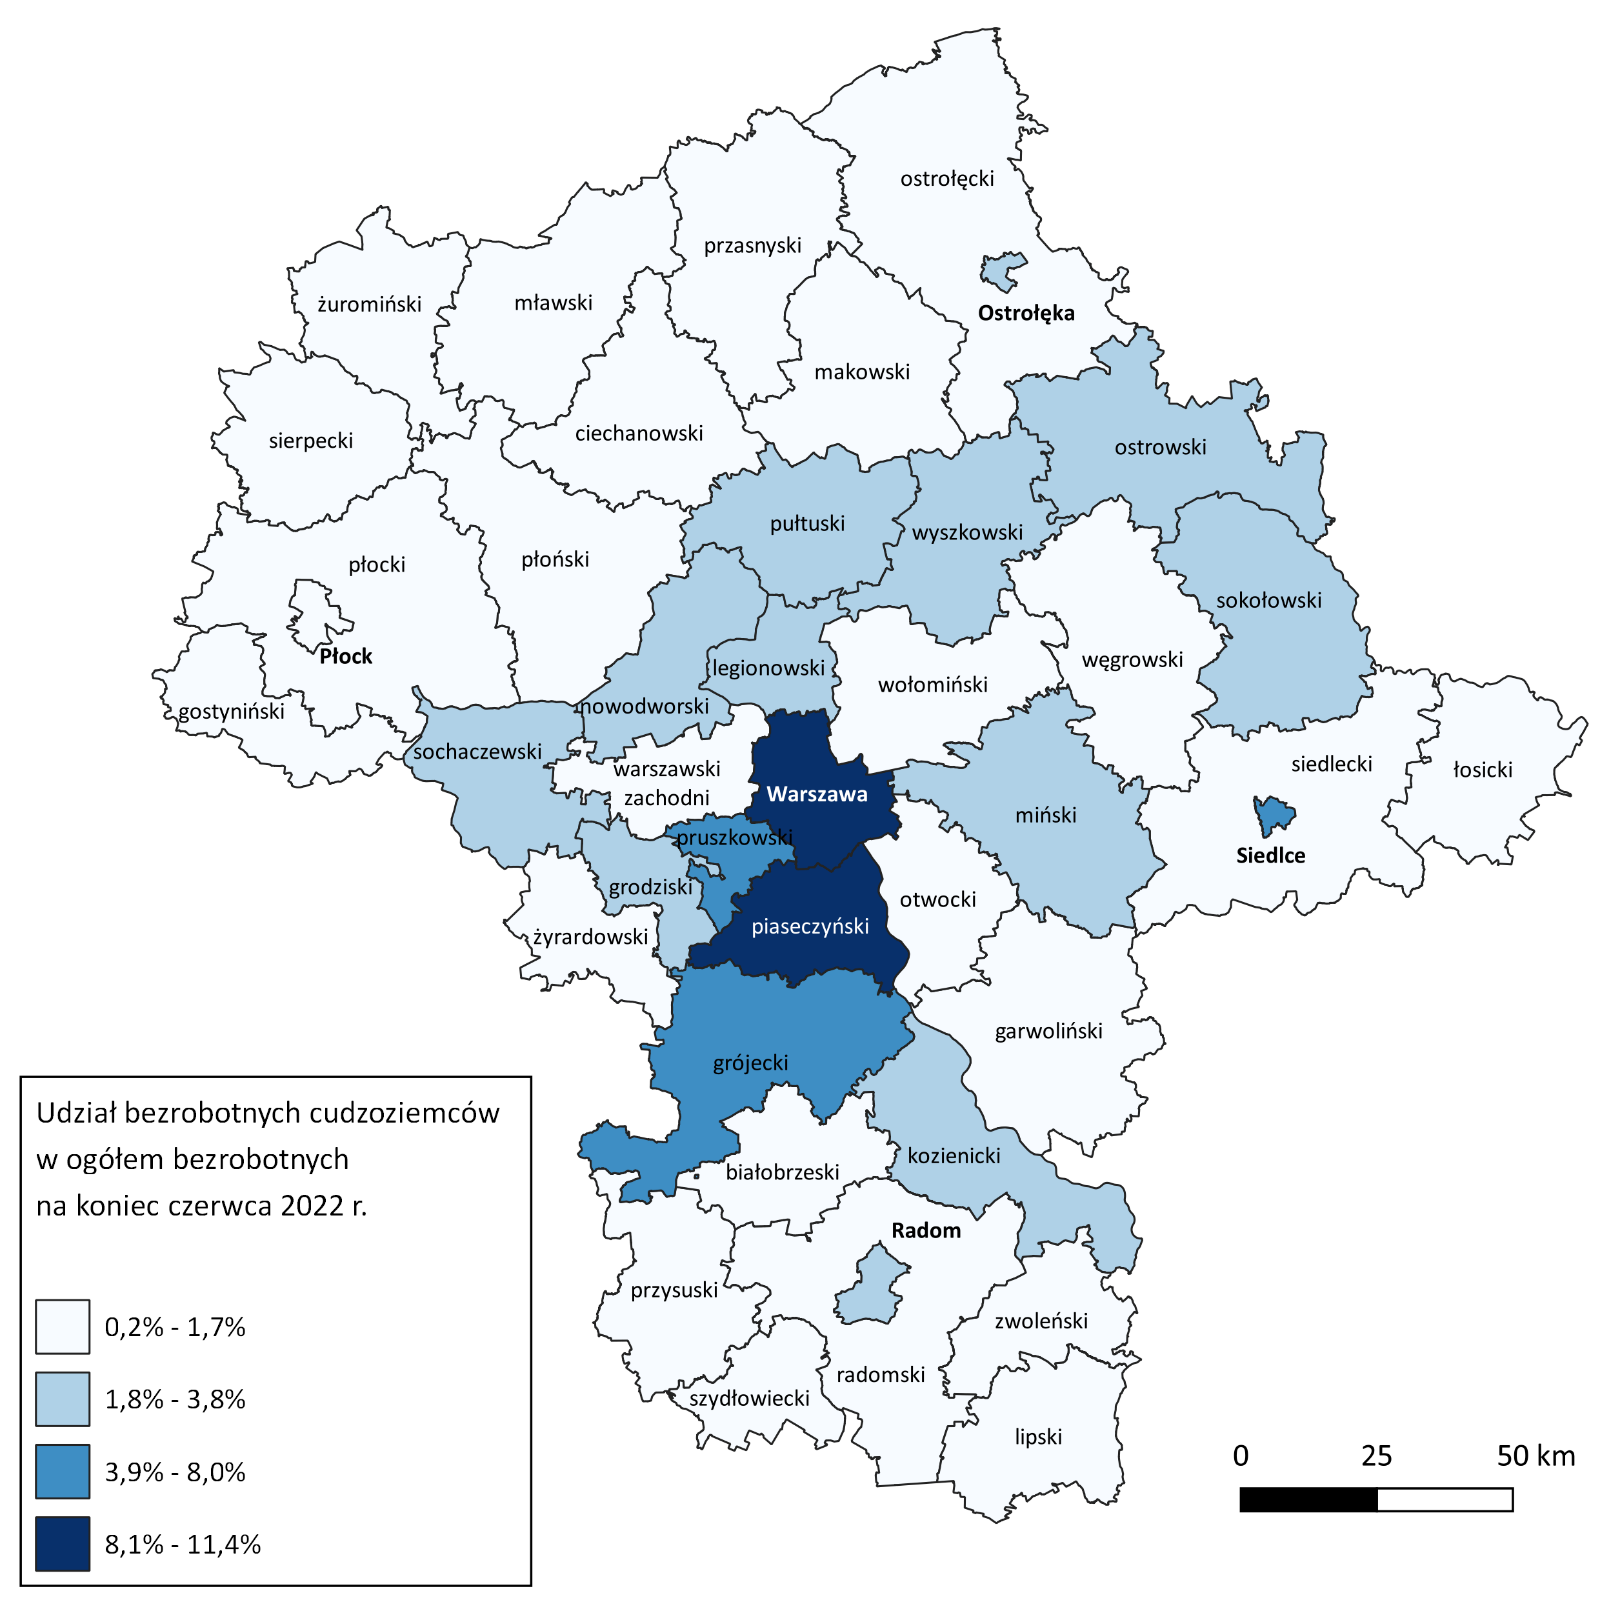 ostrołęcki
przasnyski
Ostrołęka
żuromiński
mławski
makowski
sierpecki
ciechanowski
ostrowski
pułtuski
wyszkowski
płocki
płoński
sokołowski
Płock
legionowski
węgrowski
wołomiński
gostyniński
nowodworski
sochaczewski
warszawski
zachodni
Warszawa
siedlecki
łosicki
miński
pruszkowski
Siedlce
grodziski
otwocki
piaseczyński
żyrardowski
garwoliński
grójecki
kozienicki
białobrzeski
Radom
przysuski
zwoleński
radomski
szydłowiecki
lipski
Udział bezrobotnych cudzoziemców
w ogółem bezrobotnych
na koniec czerwca 2022 r.
0,2% - 1,7%
1,8% - 3,8%
3,9% - 8,0%
8,1% - 11,4%
0 25 50 km